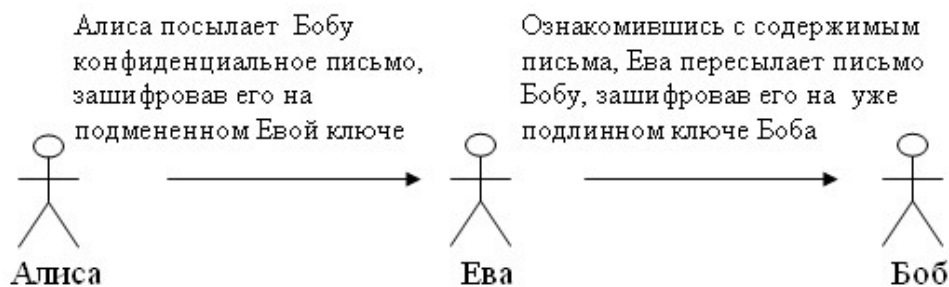 Алиса посылает Бобу
конфиденциальное письмо,
зашифровав его на
подмененном Евой ключе
Ознакомившись с содержимым
письма, Ева пересылает письмо
Бобу, зашифровав его на уже
подлинном ключе Боба
Алиса
Ева
Боб